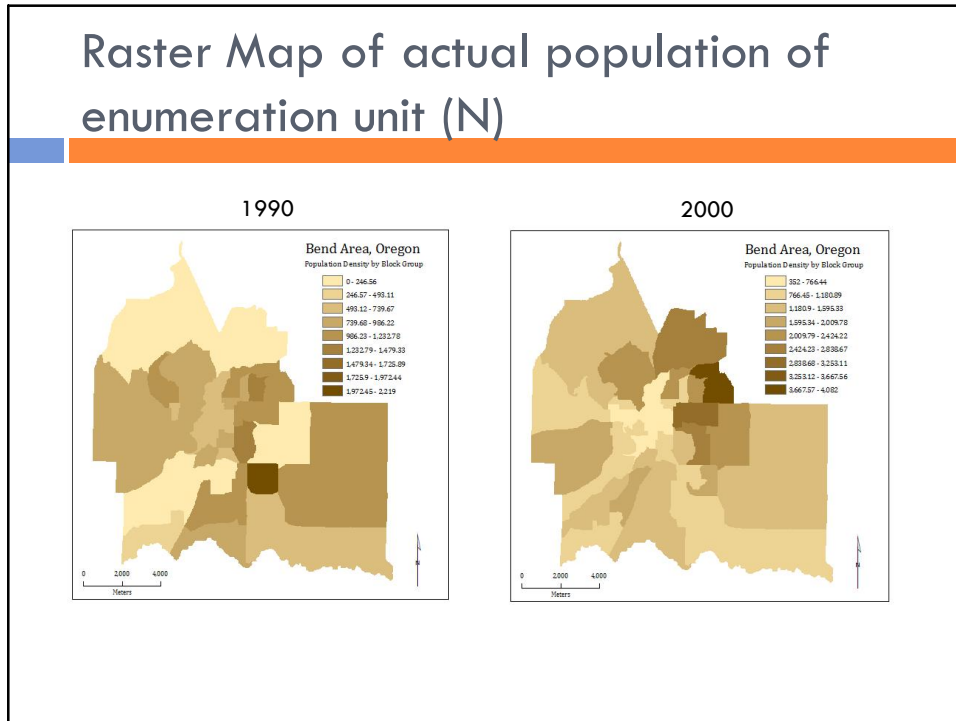 Raster Map of actual population of
enumeration unit (N)
1990
Bend Area, Oregon
Population Density by Block Group
0 - 246.56
246.57 - 493.11
493.12 - 739.67
739.68 - 986.22
986.23 - 1,232.78
1,232.79 - 1,479.33
1,479.34 - 1,725.89
1,725.9 - 1,972.44
1,972.45 - 2,219
0 2,000 4,000
Meters
N
2000
Bend Area, Oregon
Population Density by Block Group
352 - 766.44
766.45 - 1,180.89
1,180.9 - 1,595.33
1,595.34 - 2,009.78
2,009.79 - 2,424.22
2,424.23 - 2,838.67
2,838.68 - 3,253.11
3,253.12 - 3,667.56
3,667.57 - 4,082
0 2,000 4,000
Meters
N